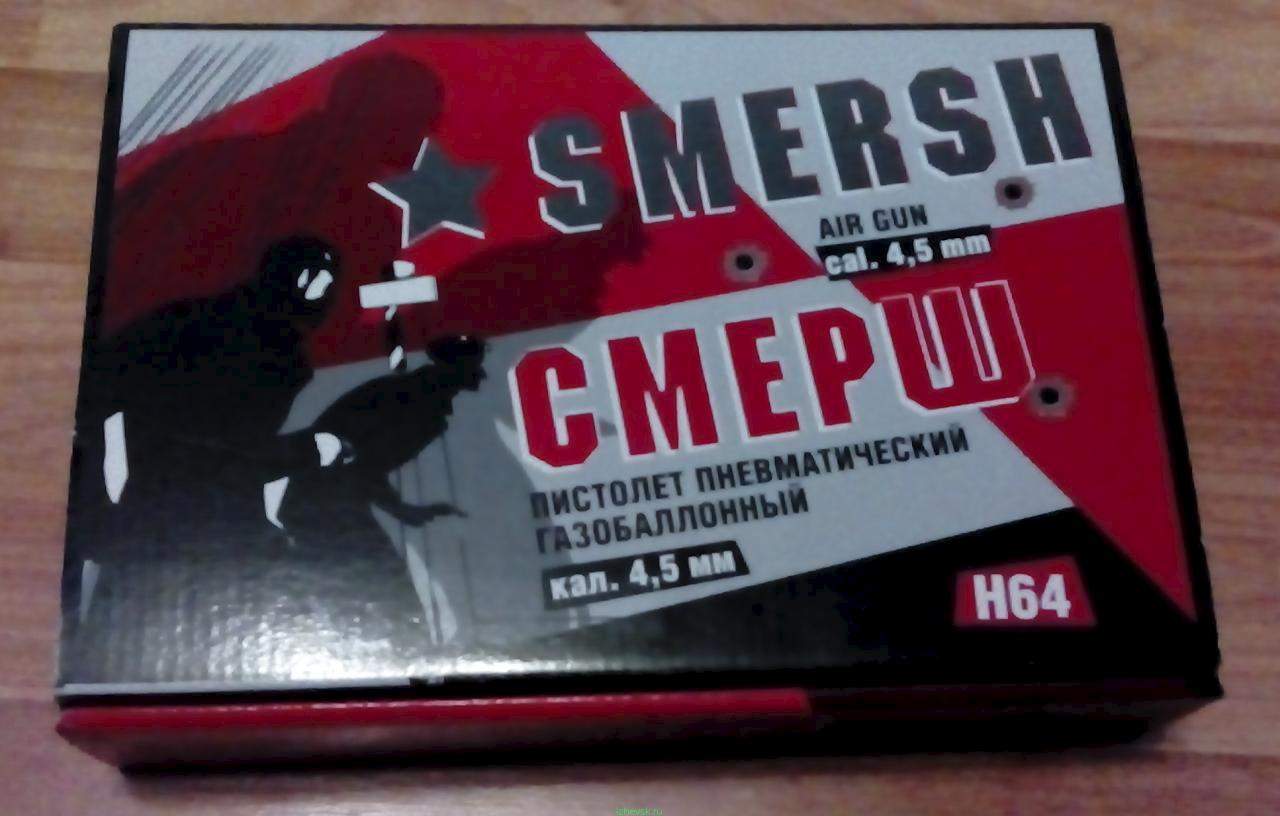 SMERSH
AIR GUN
cal. 4,5 mm
СМЕРШ
ПИСТОЛЕТ ПНЕВМАТИЧЕСКИЙ
ГАЗОБАЛЛОННЫЙ
кал. 4,5 мм
H64